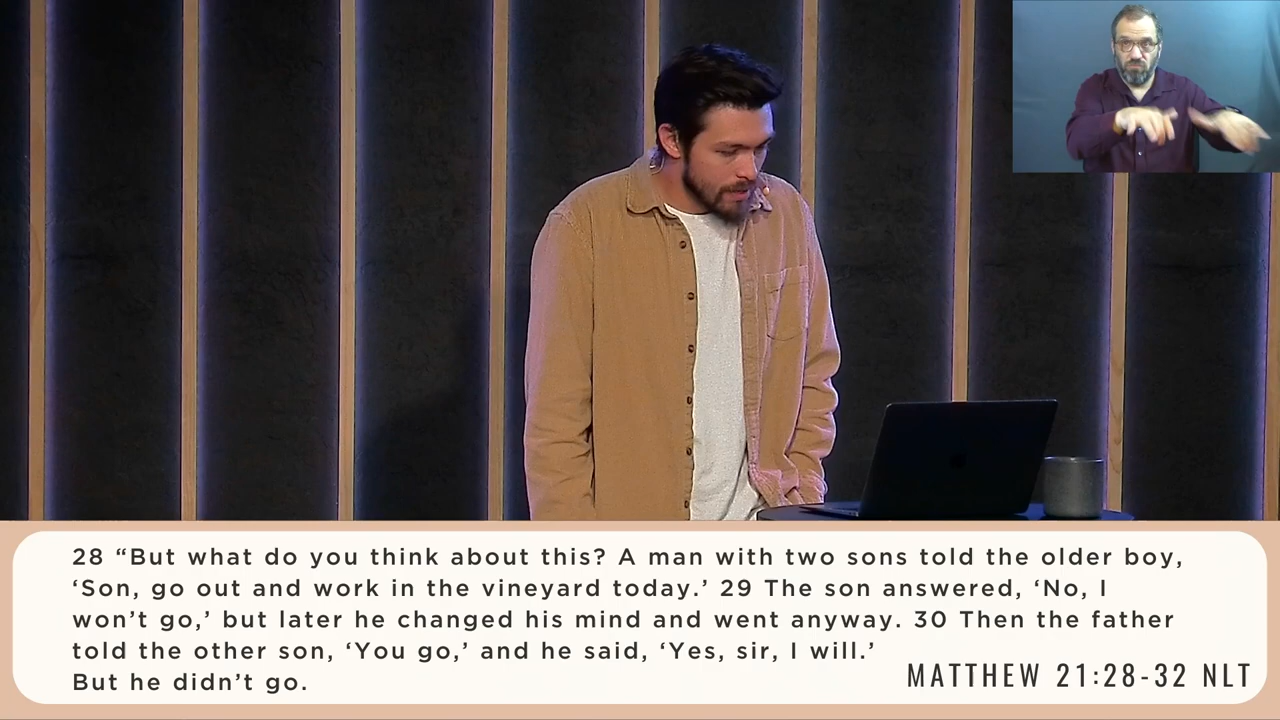 28 “But what do you think about this? A man with two sons told the older boy,
‘Son, go out and work in the vineyard today.’ 29 The son answered, ‘No, I
won’t go,’ but later he changed his mind and went anyway. 30 Then the father
told the other son, ‘You go,’ and he said, ‘Yes, sir, I will.’
But he didn’t go.
MATTHEW 21:28-32 NLT